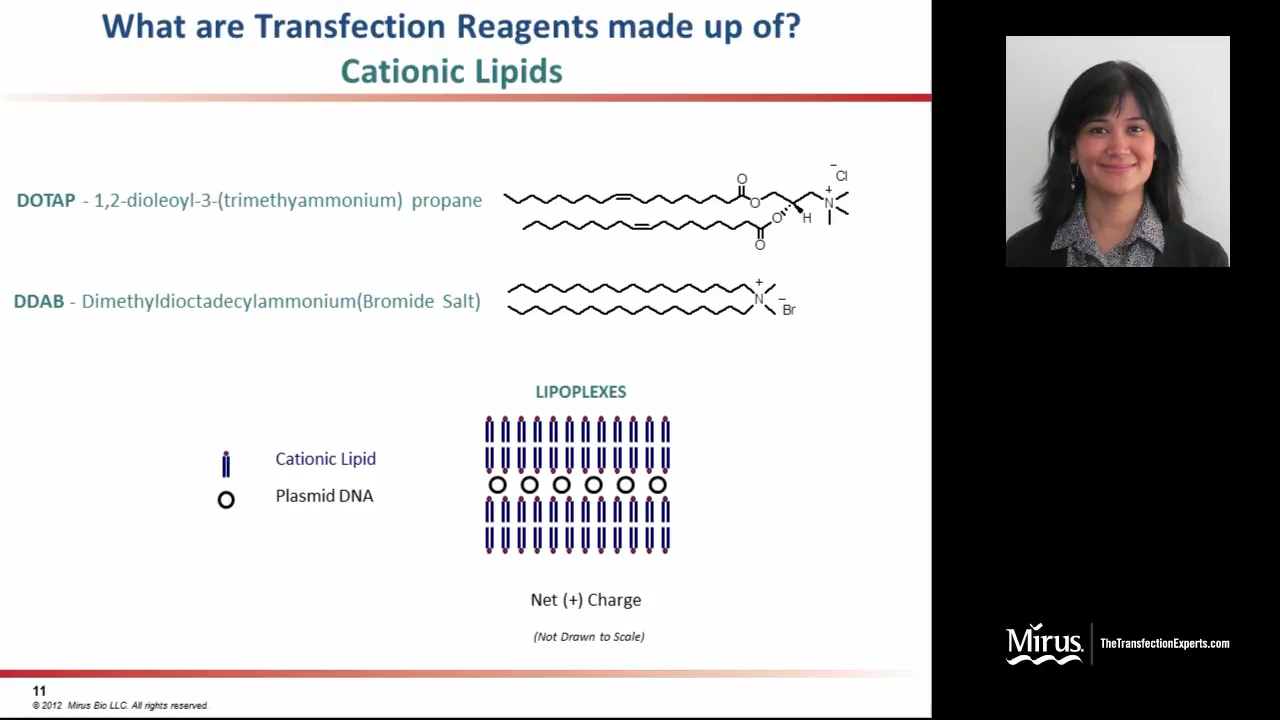 What are Transfection Reagents made up of?
Cationic Lipids
DOTAP - 1,2-dioleoyl-3-(trimethyammonium) propane
O
O
O
O
H
N
+
−
Cl
DDAB - Dimethyldioctadecylammonium(Bromide Salt)
+
N
−
Br
LIPOPLEXES
Cationic Lipid
Plasmid DNA
Net (+) Charge
(Not Drawn to Scale)
11
© 2012 Mirus Bio LLC. All rights reserved.
Mirus.
TheTransfectionExperts.com